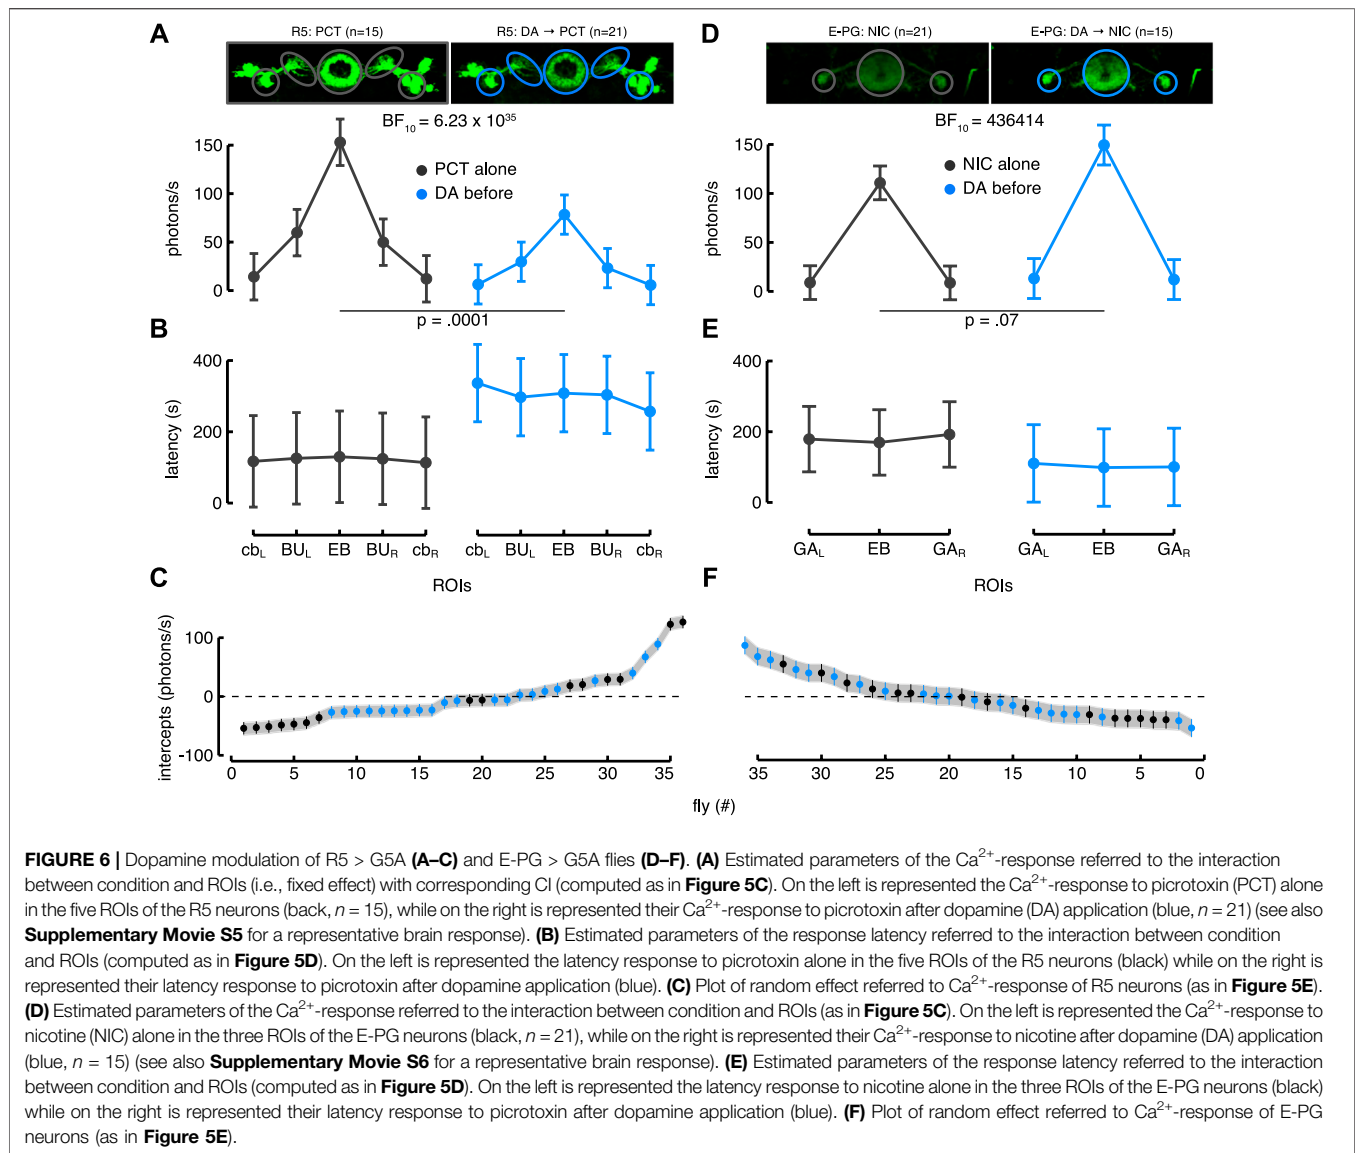 A
R5: PCT (n=15)
R5: DA → PCT (n=21)
D
E-PG: NIC (n=21)
E-PG: DA → NIC (n=15)
BF10 = 6.23 x 10^35
BF10 = 436414
photons/s
150
100
50
0
PCT alone
DA before
photons/s
150
100
50
0
NIC alone
DA before
p = .0001
p = .07
B
latency (s)
400
200
0
cbL BUL EB BUR cbR
cbL BUL EB BUR cbR
E
latency (s)
400
200
0
GAL EB GAR
GAL EB GAR
C
ROIs
F
ROIs
intercepts (photons/s)
100
0
-100
0 5 10 15 20 25 30 35
100
0
-100
35 30 25 20 15 10 5 0
fly (#)
FIGURE 6 | Dopamine modulation of R5 > G5A (A–C) and E-PG > G5A flies (D–F). (A) Estimated parameters of the Ca2+-response referred to the interaction
between condition and ROIs (i.e., fixed effect) with corresponding CI (computed as in Figure 5C). On the left is represented the Ca2+-response to picrotoxin (PCT) alone
in the five ROIs of the R5 neurons (back, n = 15), while on the right is represented their Ca2+-response to picrotoxin after dopamine (DA) application (blue, n = 21) (see also
Supplementary Movie S5 for a representative brain response). (B) Estimated parameters of the response latency referred to the interaction between condition
and ROIs (computed as in Figure 5D). On the left is represented the latency response to picrotoxin alone in the five ROIs of the R5 neurons (black) while on the right is
represented their latency response to picrotoxin after dopamine application (blue). (C) Plot of random effect referred to Ca2+-response of R5 neurons (as in Figure 5E).
(D) Estimated parameters of the Ca2+-response referred to the interaction between condition and ROIs (as in Figure 5C). On the left is represented the Ca2+-response to
nicotine (NIC) alone in the three ROIs of the E-PG neurons (black, n = 21), while on the right is represented their Ca2+-response to nicotine after dopamine (DA) application
(blue, n = 15) (see also Supplementary Movie S6 for a representative brain response). (E) Estimated parameters of the response latency referred to the interaction
between condition and ROIs (computed as in Figure 5D). On the left is represented the latency response to nicotine alone in the three ROIs of the E-PG neurons (black)
while on the right is represented their latency response to picrotoxin after dopamine application (blue). (F) Plot of random effect referred to Ca2+-response of E-PG
neurons (as in Figure 5E).